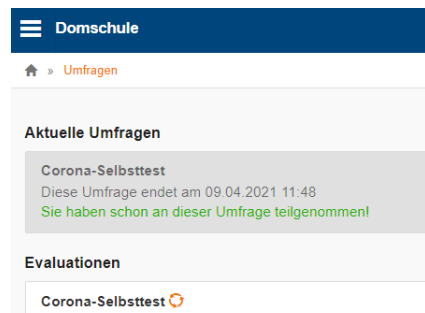 Domschule
» Umfragen
Aktuelle Umfragen
Corona-Selbsttest
Diese Umfrage endet am 09.04.2021 11:48
Sie haben schon an dieser Umfrage teilgenommen!
Evaluationen
Corona-Selbsttest